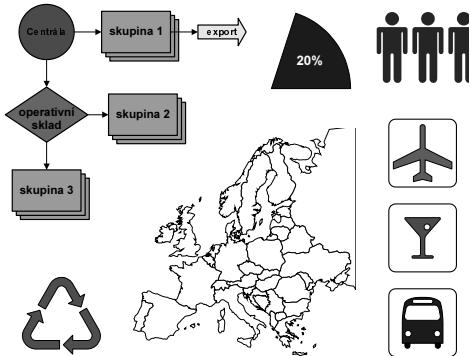 Centrála
skupina 1
export
20%
operativní
sklad
skupina 2
skupina 3